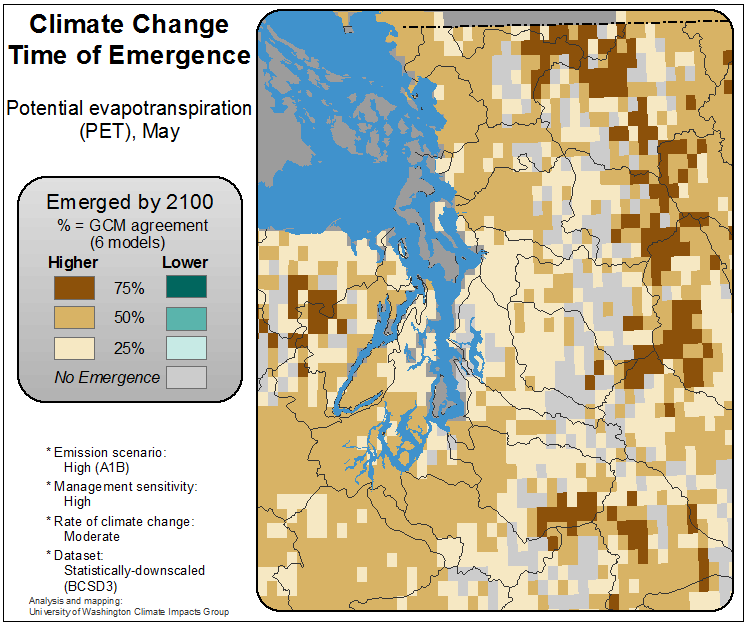 Climate Change
Time of Emergence
Potential evapotranspiration
(PET), May
Emerged by 2100
% = GCM agreement
(6 models)
Higher Lower
75%
50%
25%
No Emergence
* Emission scenario:
High (A1B)
* Management sensitivity:
High
* Rate of climate change:
Moderate
* Dataset:
Statistically-downscaled
(BCSD3)
Analysis and mapping:
University of Washington Climate Impacts Group